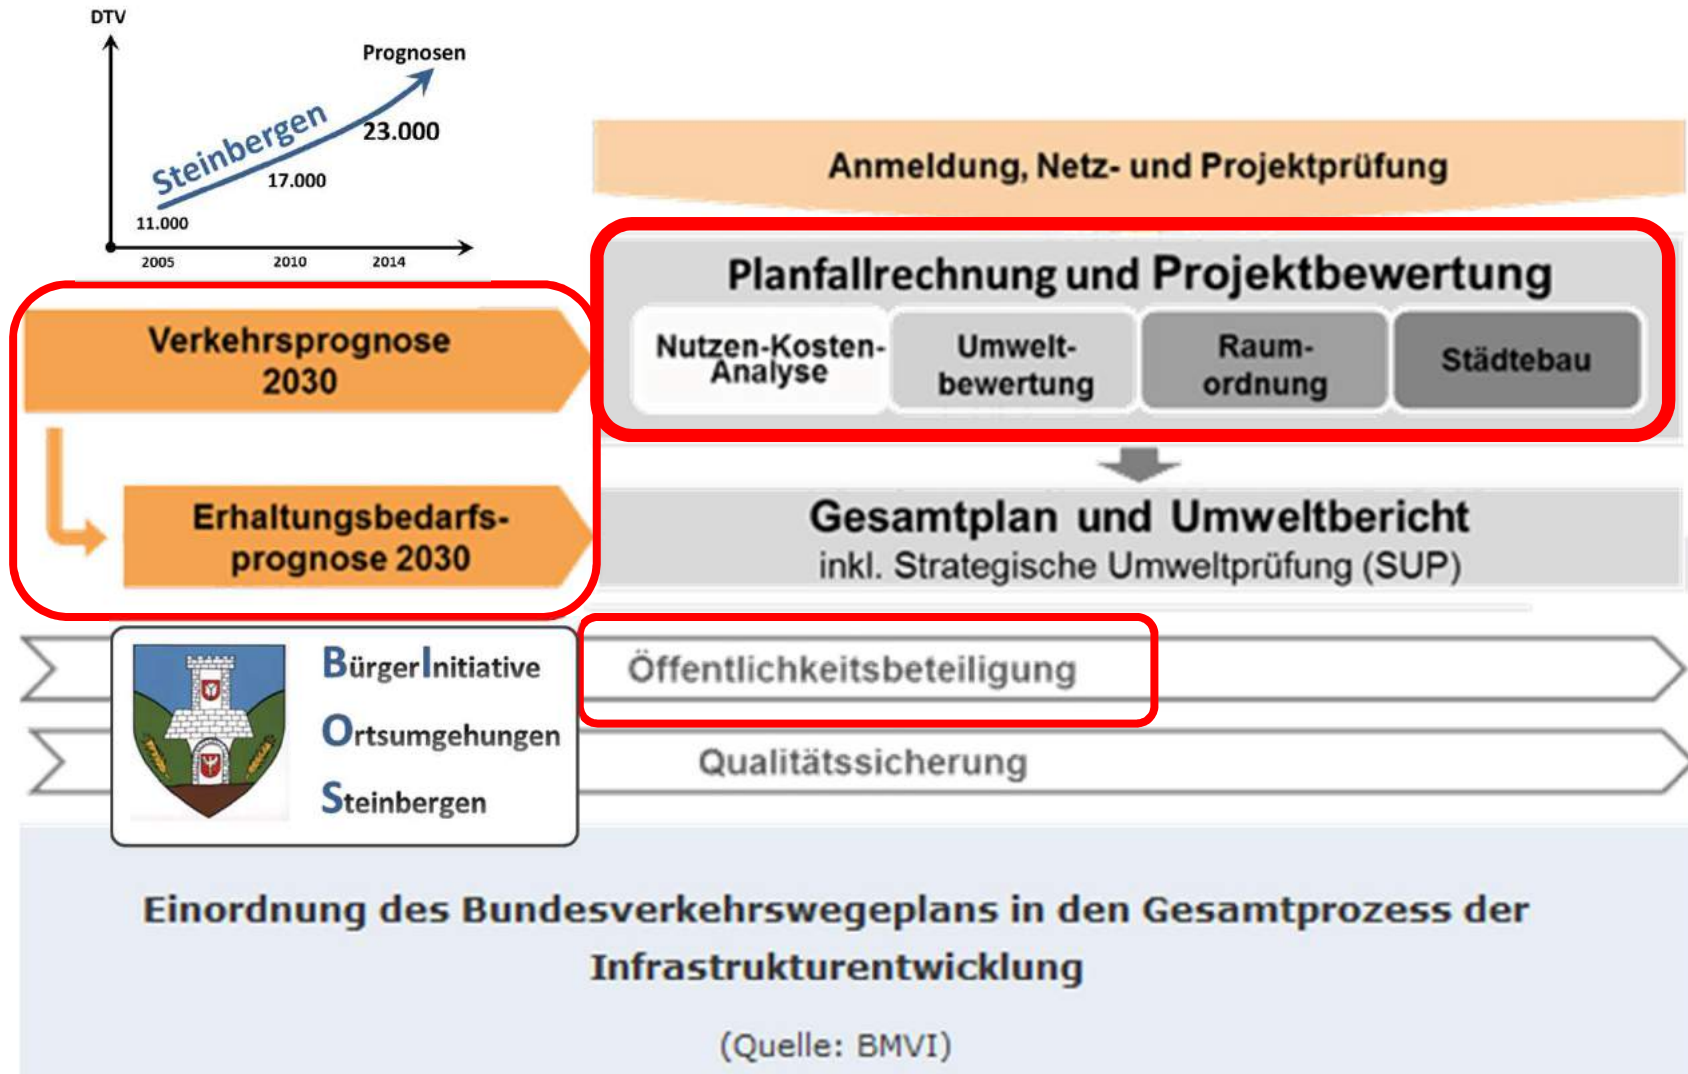 DTV
Prognosen
Steinbergen
23.000
17.000
11.000
2005 2010 2014
Anmeldung, Netz- und Projektprüfung
Planfallrechnung und Projektbewertung
Nutzen-Kosten-
Analyse
Umwelt-
bewertung
Raum-
ordnung
Städtebau
Verkehrsprognose
2030
Erhaltungsbedarfs-
prognose 2030
Gesamtplan und Umweltbericht
inkl. Strategische Umweltprüfung (SUP)
BürgerInitiative
Ortsumgehungen
Steinbergen
Öffentlichkeitsbeteiligung
Qualitätssicherung
Einordnung des Bundesverkehrswegeplans in den Gesamtprozess der
Infrastrukturentwicklung
(Quelle: BMVI)